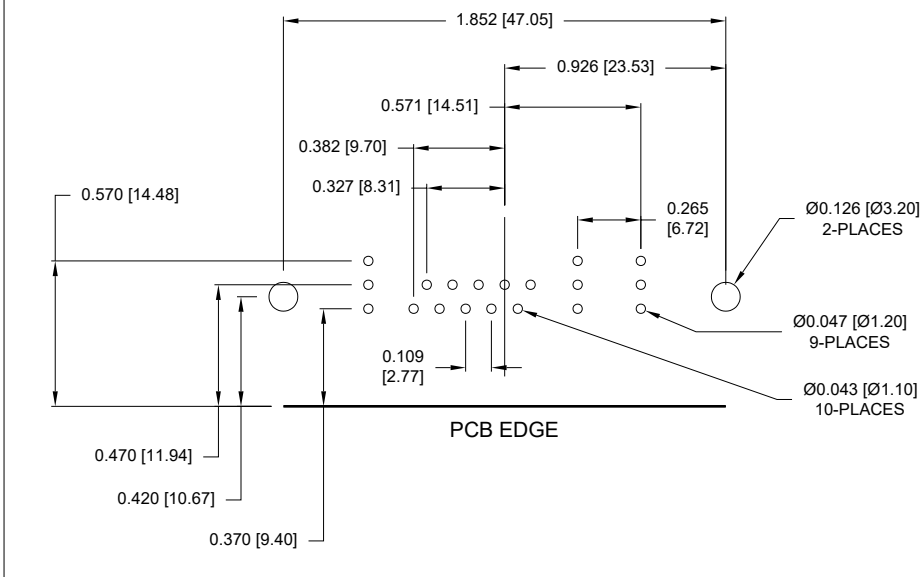 1.852 [47.05]
0.926 [23.53]
0.571 [14.51]
0.382 [9.70]
0.327 [8.31]
0.570 [14.48]
0.265
[6.72]
Ø0.126 [Ø3.20]
2-PLACES
Ø0.047 [Ø1.20]
9-PLACES
0.109
[2.77]
Ø0.043 [Ø1.10]
10-PLACES
PCB EDGE
0.470 [11.94]
0.420 [10.67]
0.370 [9.40]